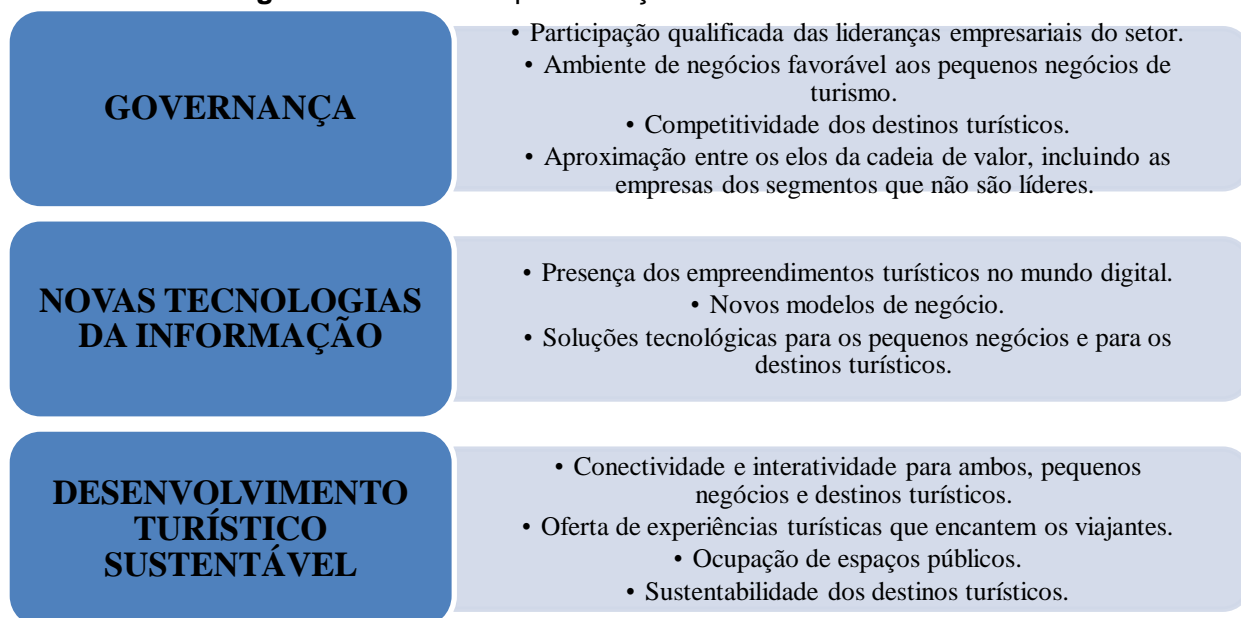 GOVERNANÇA
• Participação qualificada das lideranças empresariais do setor.
• Ambiente de negócios favorável aos pequenos negócios de
turismo.
• Competitividade dos destinos turísticos.
• Aproximação entre os elos da cadeia de valor, incluindo as
empresas dos segmentos que não são líderes.
NOVAS TECNOLOGIAS
DA INFORMAÇÃO
• Presença dos empreendimentos turísticos no mundo digital.
• Novos modelos de negócio.
• Soluções tecnológicas para os pequenos negócios e para os
destinos turísticos.
DESENVOLVIMENTO
TURÍSTICO
SUSTENTÁVEL
• Conectividade e interatividade para ambos, pequenos
negócios e destinos turísticos.
• Oferta de experiências turísticas que encantem os viajantes.
• Ocupação de espaços públicos.
• Sustentabilidade dos destinos turísticos.